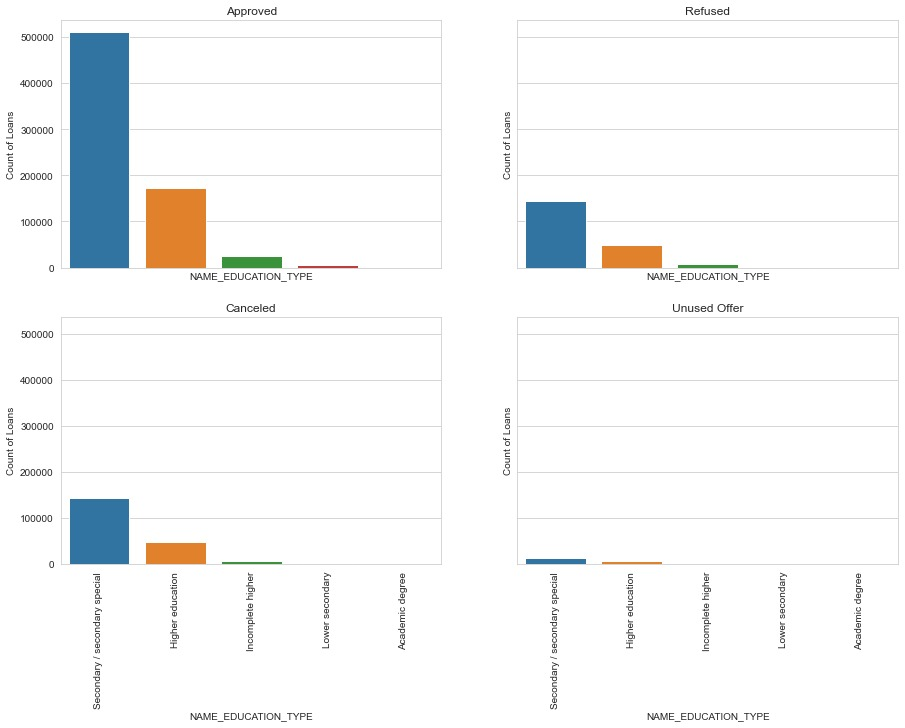 Approved
Refused
500000
400000
300000
200000
100000
0
Count of Loans
Count of Loans
NAME_EDUCATION_TYPE
NAME_EDUCATION_TYPE
Canceled
Unused Offer
500000
400000
300000
200000
100000
0
Count of Loans
Count of Loans
Secondary / secondary special
Higher education
Incomplete higher
Lower secondary
Academic degree
Secondary / secondary special
Higher education
Incomplete higher
Lower secondary
Academic degree
NAME_EDUCATION_TYPE
NAME_EDUCATION_TYPE